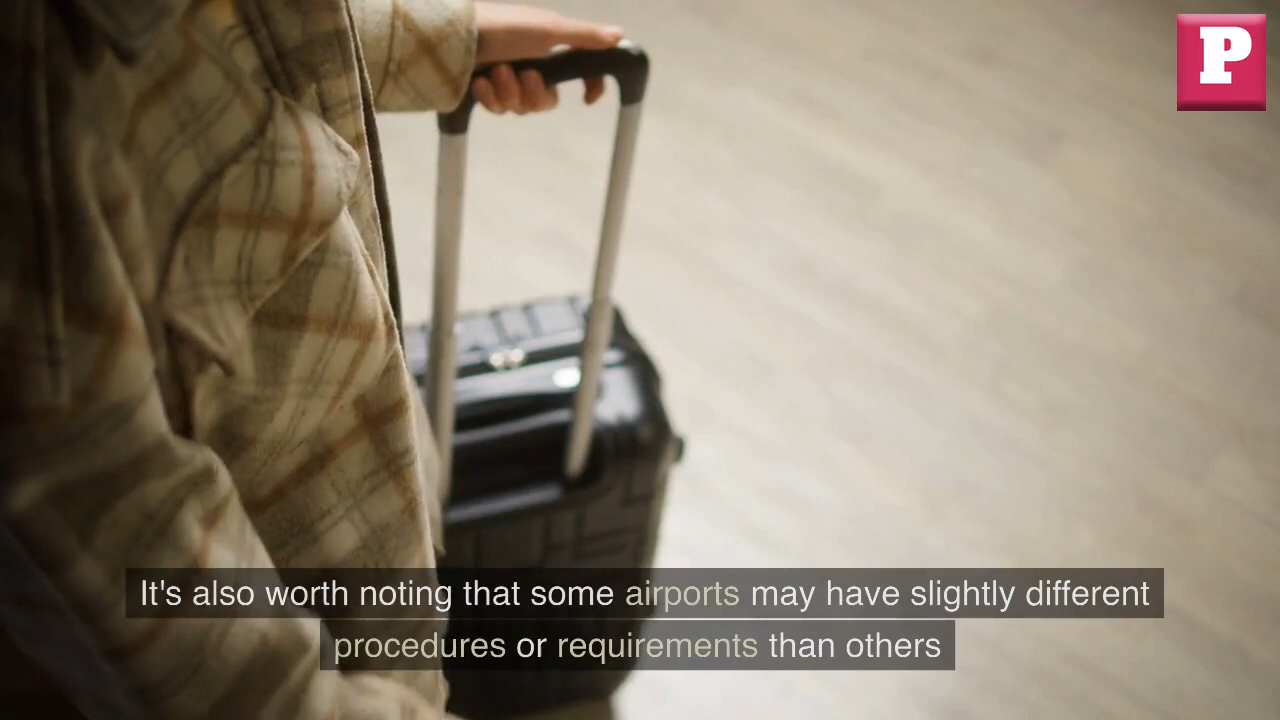 P
It's also worth noting that some airports may have slightly different
procedures or requirements than others